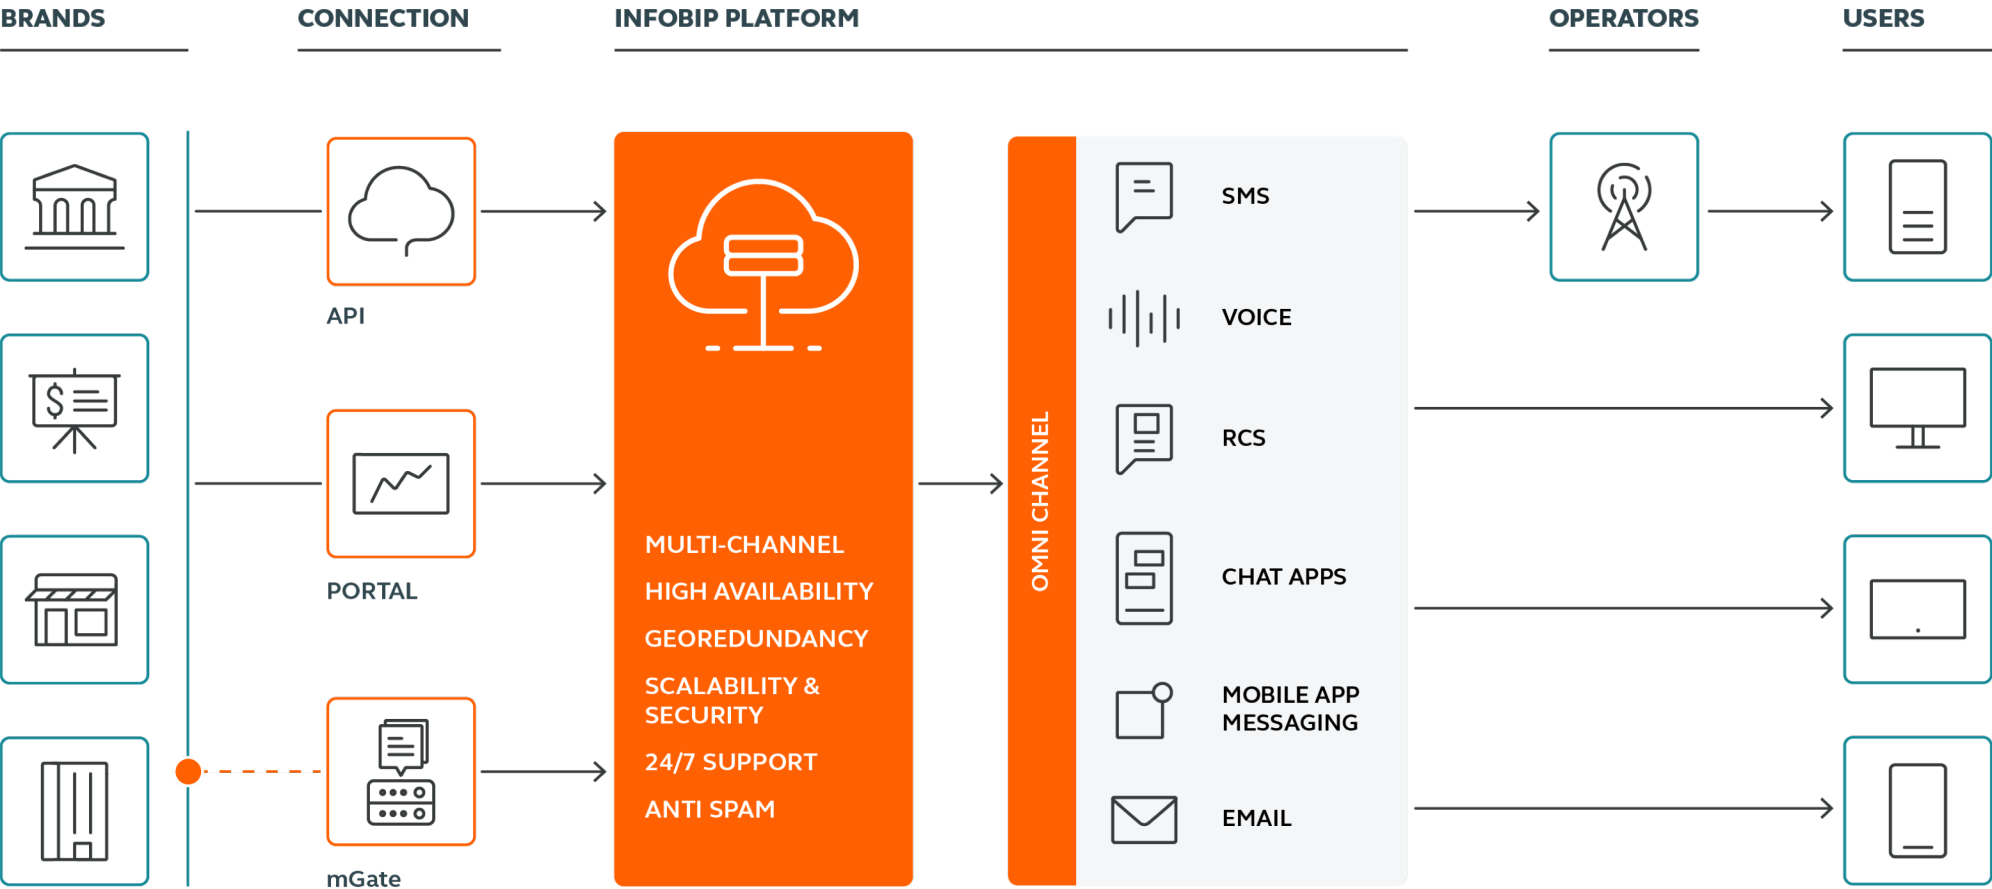 BRANDS
CONNECTION
INFOBIP PLATFORM
OPERATORS
USERS
API
PORTAL
mGate
$
MULTI-CHANNEL
HIGH AVAILABILITY
GEOREDUNDANCY
SCALABILITY &
SECURITY
24/7 SUPPORT
ANTI SPAM
OMNI CHANNEL
SMS
VOICE
RCS
CHAT APPS
MOBILE APP
MESSAGING
EMAIL